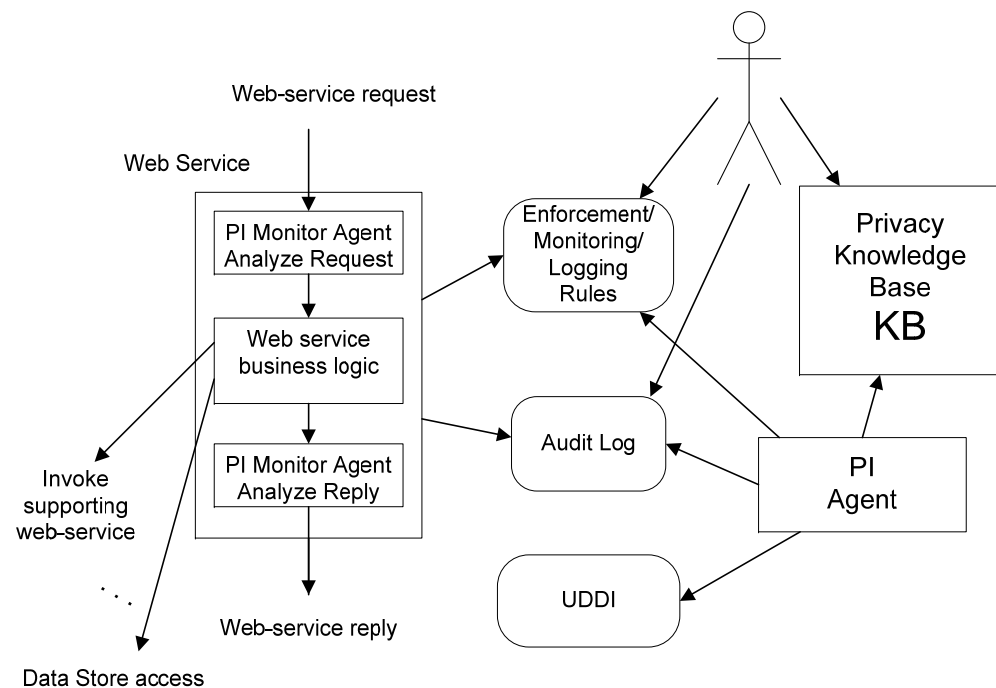 Web-service request
Web Service
PI Monitor Agent
Analyze Request
Web service
business logic
PI Monitor Agent
Analyze Reply
Invoke
supporting
web-service
. . . .
Data Store access
Web-service reply
Enforcement/
Monitoring/
Logging
Rules
Audit Log
UDDI
Privacy
Knowledge
Base
KB
PI
Agent